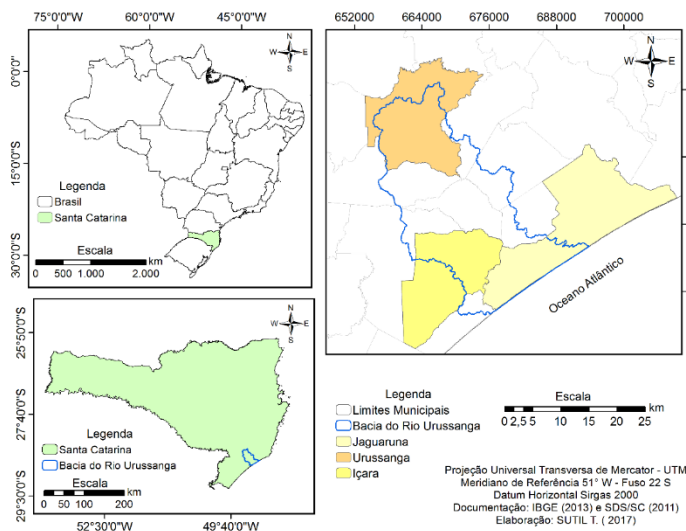 75°0'0"W 60°0'0"W 45°0'0"W
N
W E
S
0°0'0"
15°0'0"S
30°0'0"S
Legenda
Brasil
Santa Catarina
Escala
km
0 500 1.000 2.000
N
W E
S
25°50'0"S
27°40'0"S
29°30'0"S
Legenda
Santa Catarina
Bacia do Rio Urussanga
Escala
km
0 50 100 200
52°30'0"S 49°40'0"S
652000 664000 676000 688000 700000
N
W E
S
Oceano Atlântico
Legenda
Limites Municipais
Bacia do Rio Urussanga
Jaguaruna
Urussanga
Içara
Escala
km
0 2,55 10 15 20 25
Projeção Universal Transversa de Mercator - UTM
Meridiano de Referência 51° W - Fuso 22 S
Datum Horizontal Sirgas 2000
Documentação: IBGE (2013) e SDS/SC (2011)
Elaboração: SUTIL T. ( 2017)